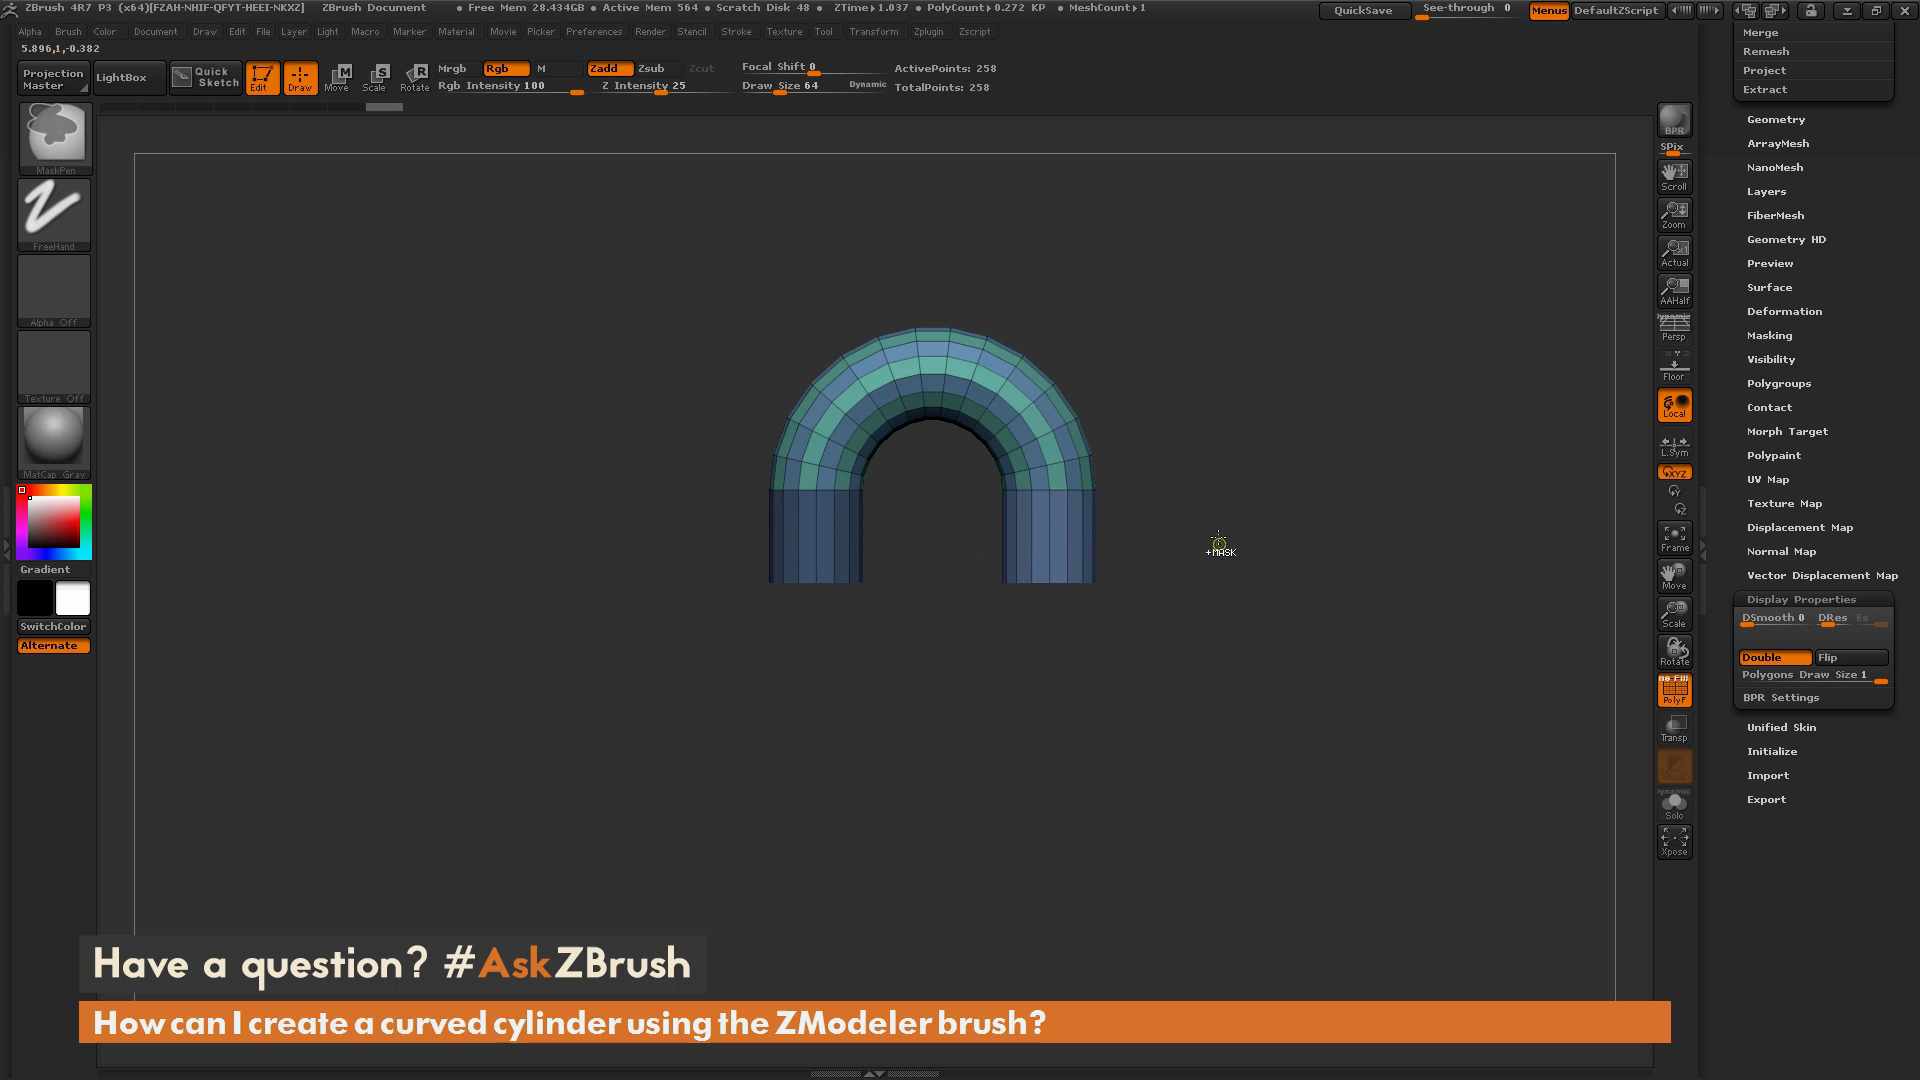 ZBrush 4R7 P3 (x64)[FZAH-NHIF-QFYT-HEEI-NKXZ] ZBrush Document • Free Mem 28.434GB • Active Mem 564 • Scratch Disk 48 • ZTime▸1.037 • PolyCount▸0.272 KP • MeshCount▸1 QuickSave See-through 0 Menus DefaultZScript
Alpha Brush Color Document Draw Edit File Layer Light Macro Marker Material Movie Picker Preferences Render Stencil Stroke Texture Tool Transform Zplugin Zscript
5.896,1,-0.382
Projection Master
LightBox
Quick Sketch
Edit
Draw
Move
Scale
Rotate
Mrgb Rgb M
Rgb Intensity 100
Zadd Zsub Zcut
Z Intensity 25
Focal Shift 0
Draw Size 64 Dynamic
ActivePoints: 258
TotalPoints: 258
MaskPen
FreeHand
Alpha Off
Texture Off
MatCap Gray
Gradient
SwitchColor
Alternate
+MASK
BPR
SPix
Scroll
Zoom
Actual
AAHalf
Dynamic
Persp
Floor
Local
L.Sym
XYZ
Frame
Move
Scale
Rotate
PolyF
Transp
Dynamic
Solo
Xpose
Merge
Remesh
Project
Extract
Geometry
ArrayMesh
NanoMesh
Layers
FiberMesh
Geometry HD
Preview
Surface
Deformation
Masking
Visibility
Polygroups
Contact
Morph Target
Polypaint
UV Map
Texture Map
Displacement Map
Normal Map
Vector Displacement Map
Display Properties
DSmooth 0 DRes Es
Double Flip
Polygons Draw Size 1
BPR Settings
Unified Skin
Initialize
Import
Export
Have a question? #AskZBrush
How can I create a curved cylinder using the ZModeler brush?